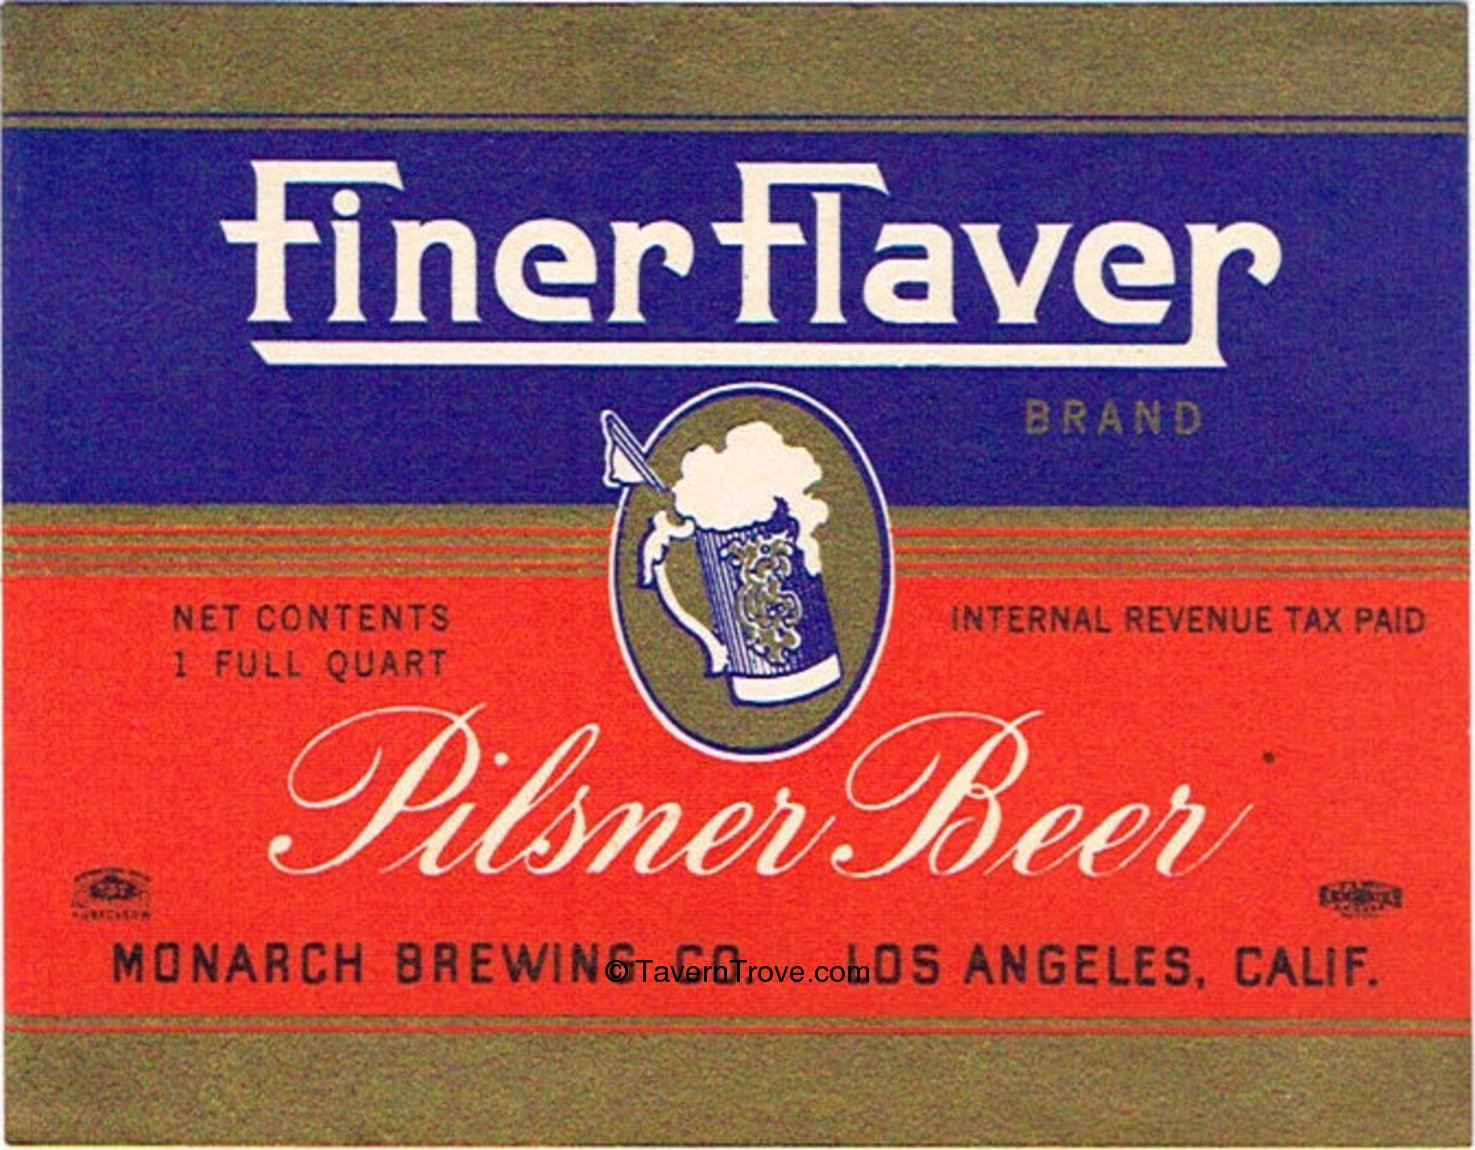 Finer Flaver
BRAND
NET CONTENTS
1 FULL QUART
INTERNAL REVENUE TAX PAID
Pilsner Beer
MONARCH BREWING CO. LOS ANGELES, CALIF.
© TavernTrove.com